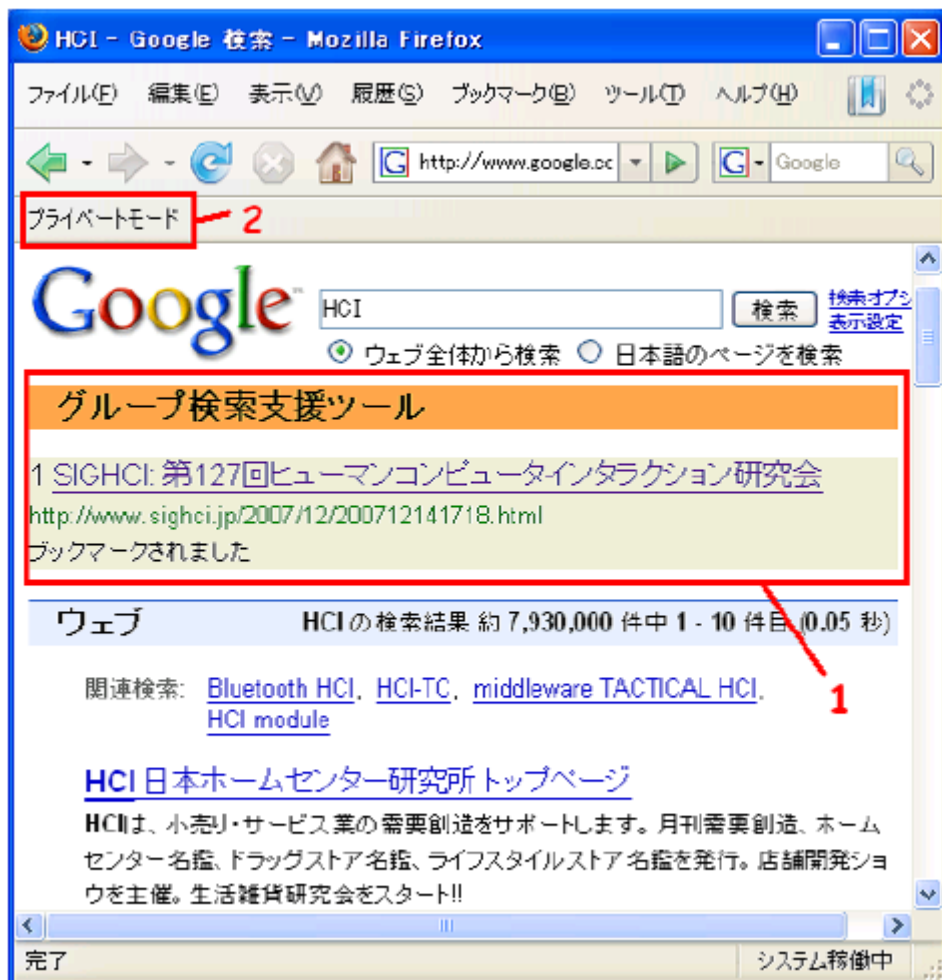 HCI - Google 検索 - Mozilla Firefox
ファイル(F) 編集(E) 表示(V) 履歴(S) ブックマーク(B) ツール(T) ヘルプ(H)
http://www.google.cc Google
プライベートモード 2
Google HCI 検索 検索オプシ
表示設定
ウェブ全体から検索 日本語のページを検索
グループ検索支援ツール
1 SIGHCI: 第127回ヒューマンコンピュータインタラクション研究会
http://www.sighci.jp/2007/12/200712141718.html
ブックマークされました
ウェブ HCI の検索結果 約 7,930,000 件中 1 - 10 件目 (0.05 秒)
関連検索: Bluetooth HCI, HCI-TC, middleware TACTICAL HCI,
HCI module
1
HCI 日本ホームセンター研究所 トップページ
HCIは、小売り・サービス業の需要創造をサポートします。月刊需要創造、ホーム
センター名鑑、ドラッグストア名鑑、ライフスタイルストア名鑑を発行。店舗開発ショ
ウを主催。生活雑貨研究会をスタート!!
完了 システム稼働中